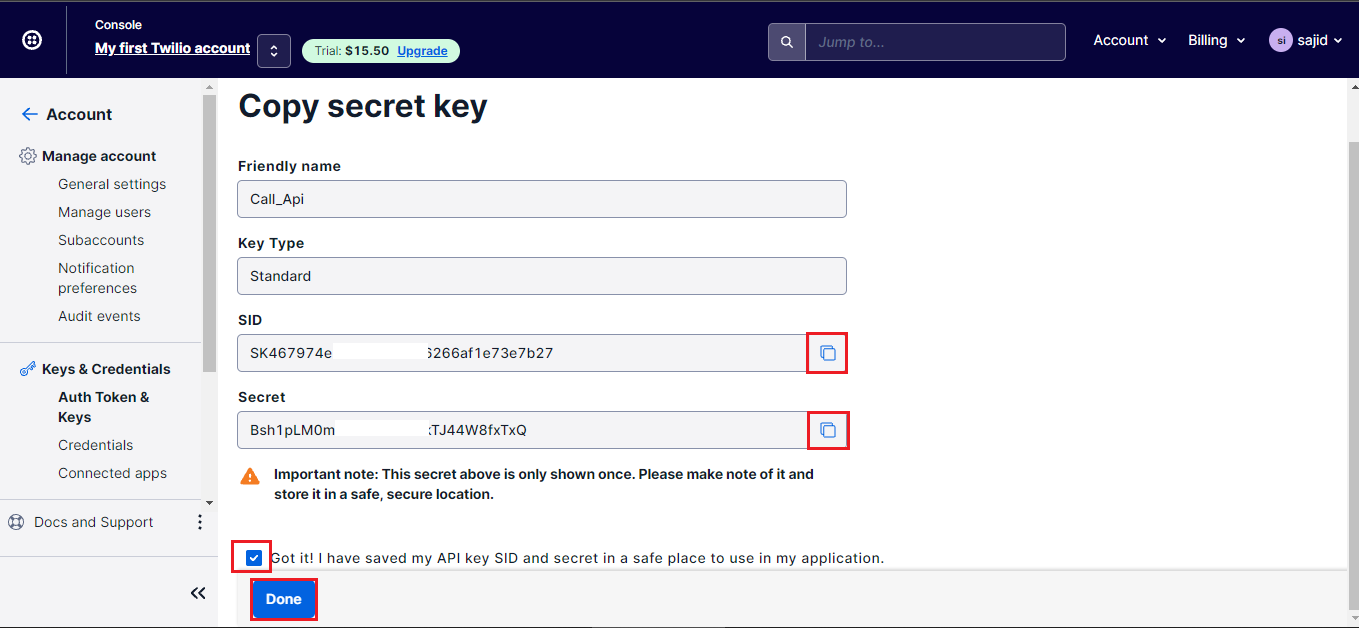 Console
My first Twilio account
Trial: $15.50 Upgrade
Jump to...
Account
Billing
si
sajid
Account
Manage account
General settings
Manage users
Subaccounts
Notification
preferences
Audit events
Keys & Credentials
Auth Token &
Keys
Credentials
Connected apps
Docs and Support
Copy secret key
Friendly name
Call_Api
Key Type
Standard
SID
SK467974e 6266af1e73e7b27
Secret
Bsh1pLM0m TJ44W8fxTxQ
Important note: This secret above is only shown once. Please make note of it and
store it in a safe, secure location.
Got it! I have saved my API key SID and secret in a safe place to use in my application.
Done